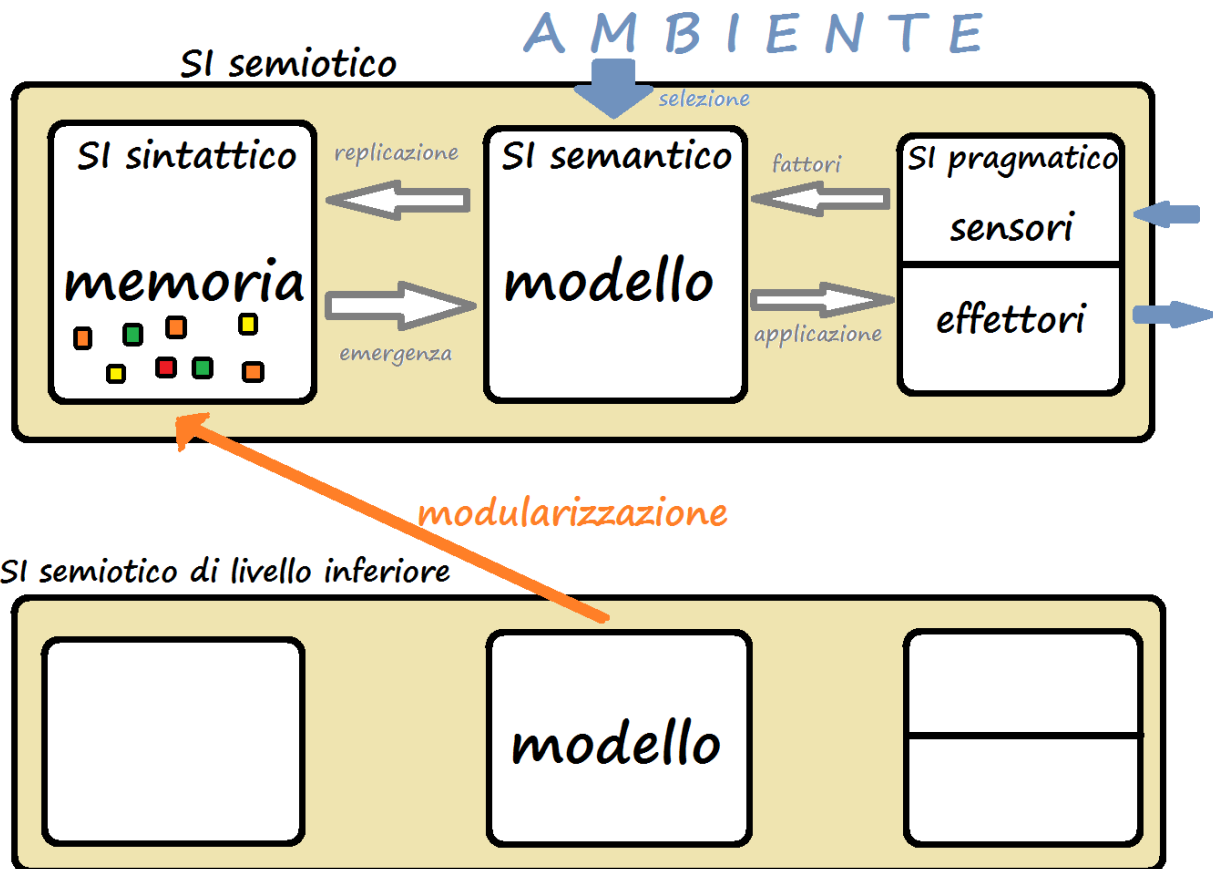 A M B I E N T E
SI semiotico
selezione
SI sintattico
replicazione
SI semantico
fattori
SI pragmatico
sensori
memoria
modello
effettori
emergenza
applicazione
modularizzazione
SI semiotico di livello inferiore
modello